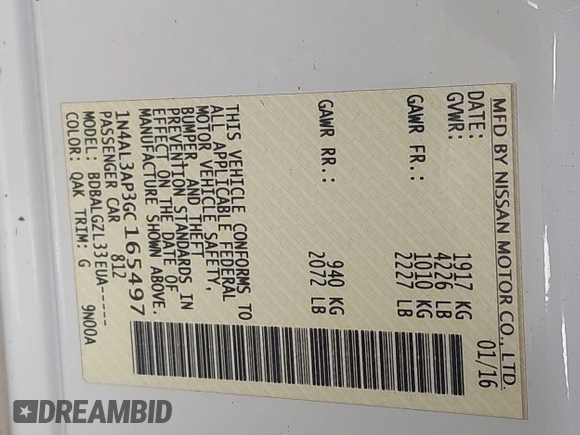 MFD BY NISSAN MOTOR CO., LTD.
DATE: 01/16
GVWR: 1917 KG
4226 LB
GAWR FR.: 1010 KG
2227 LB
GAWR RR.: 940 KG
2072 LB
THIS VEHICLE CONFORMS TO
ALL APPLICABLE FEDERAL
MOTOR VEHICLE SAFETY,
BUMPER, AND THEFT
PREVENTION STANDARDS IN
EFFECT ON THE DATE OF
MANUFACTURE SHOWN ABOVE.
1N4AL3AP3GC165497
PASSENGER CAR 812
MODEL: BDBALGZL33EUA-----
COLOR: QAK TRIM: G 9N00A
DREAMBID